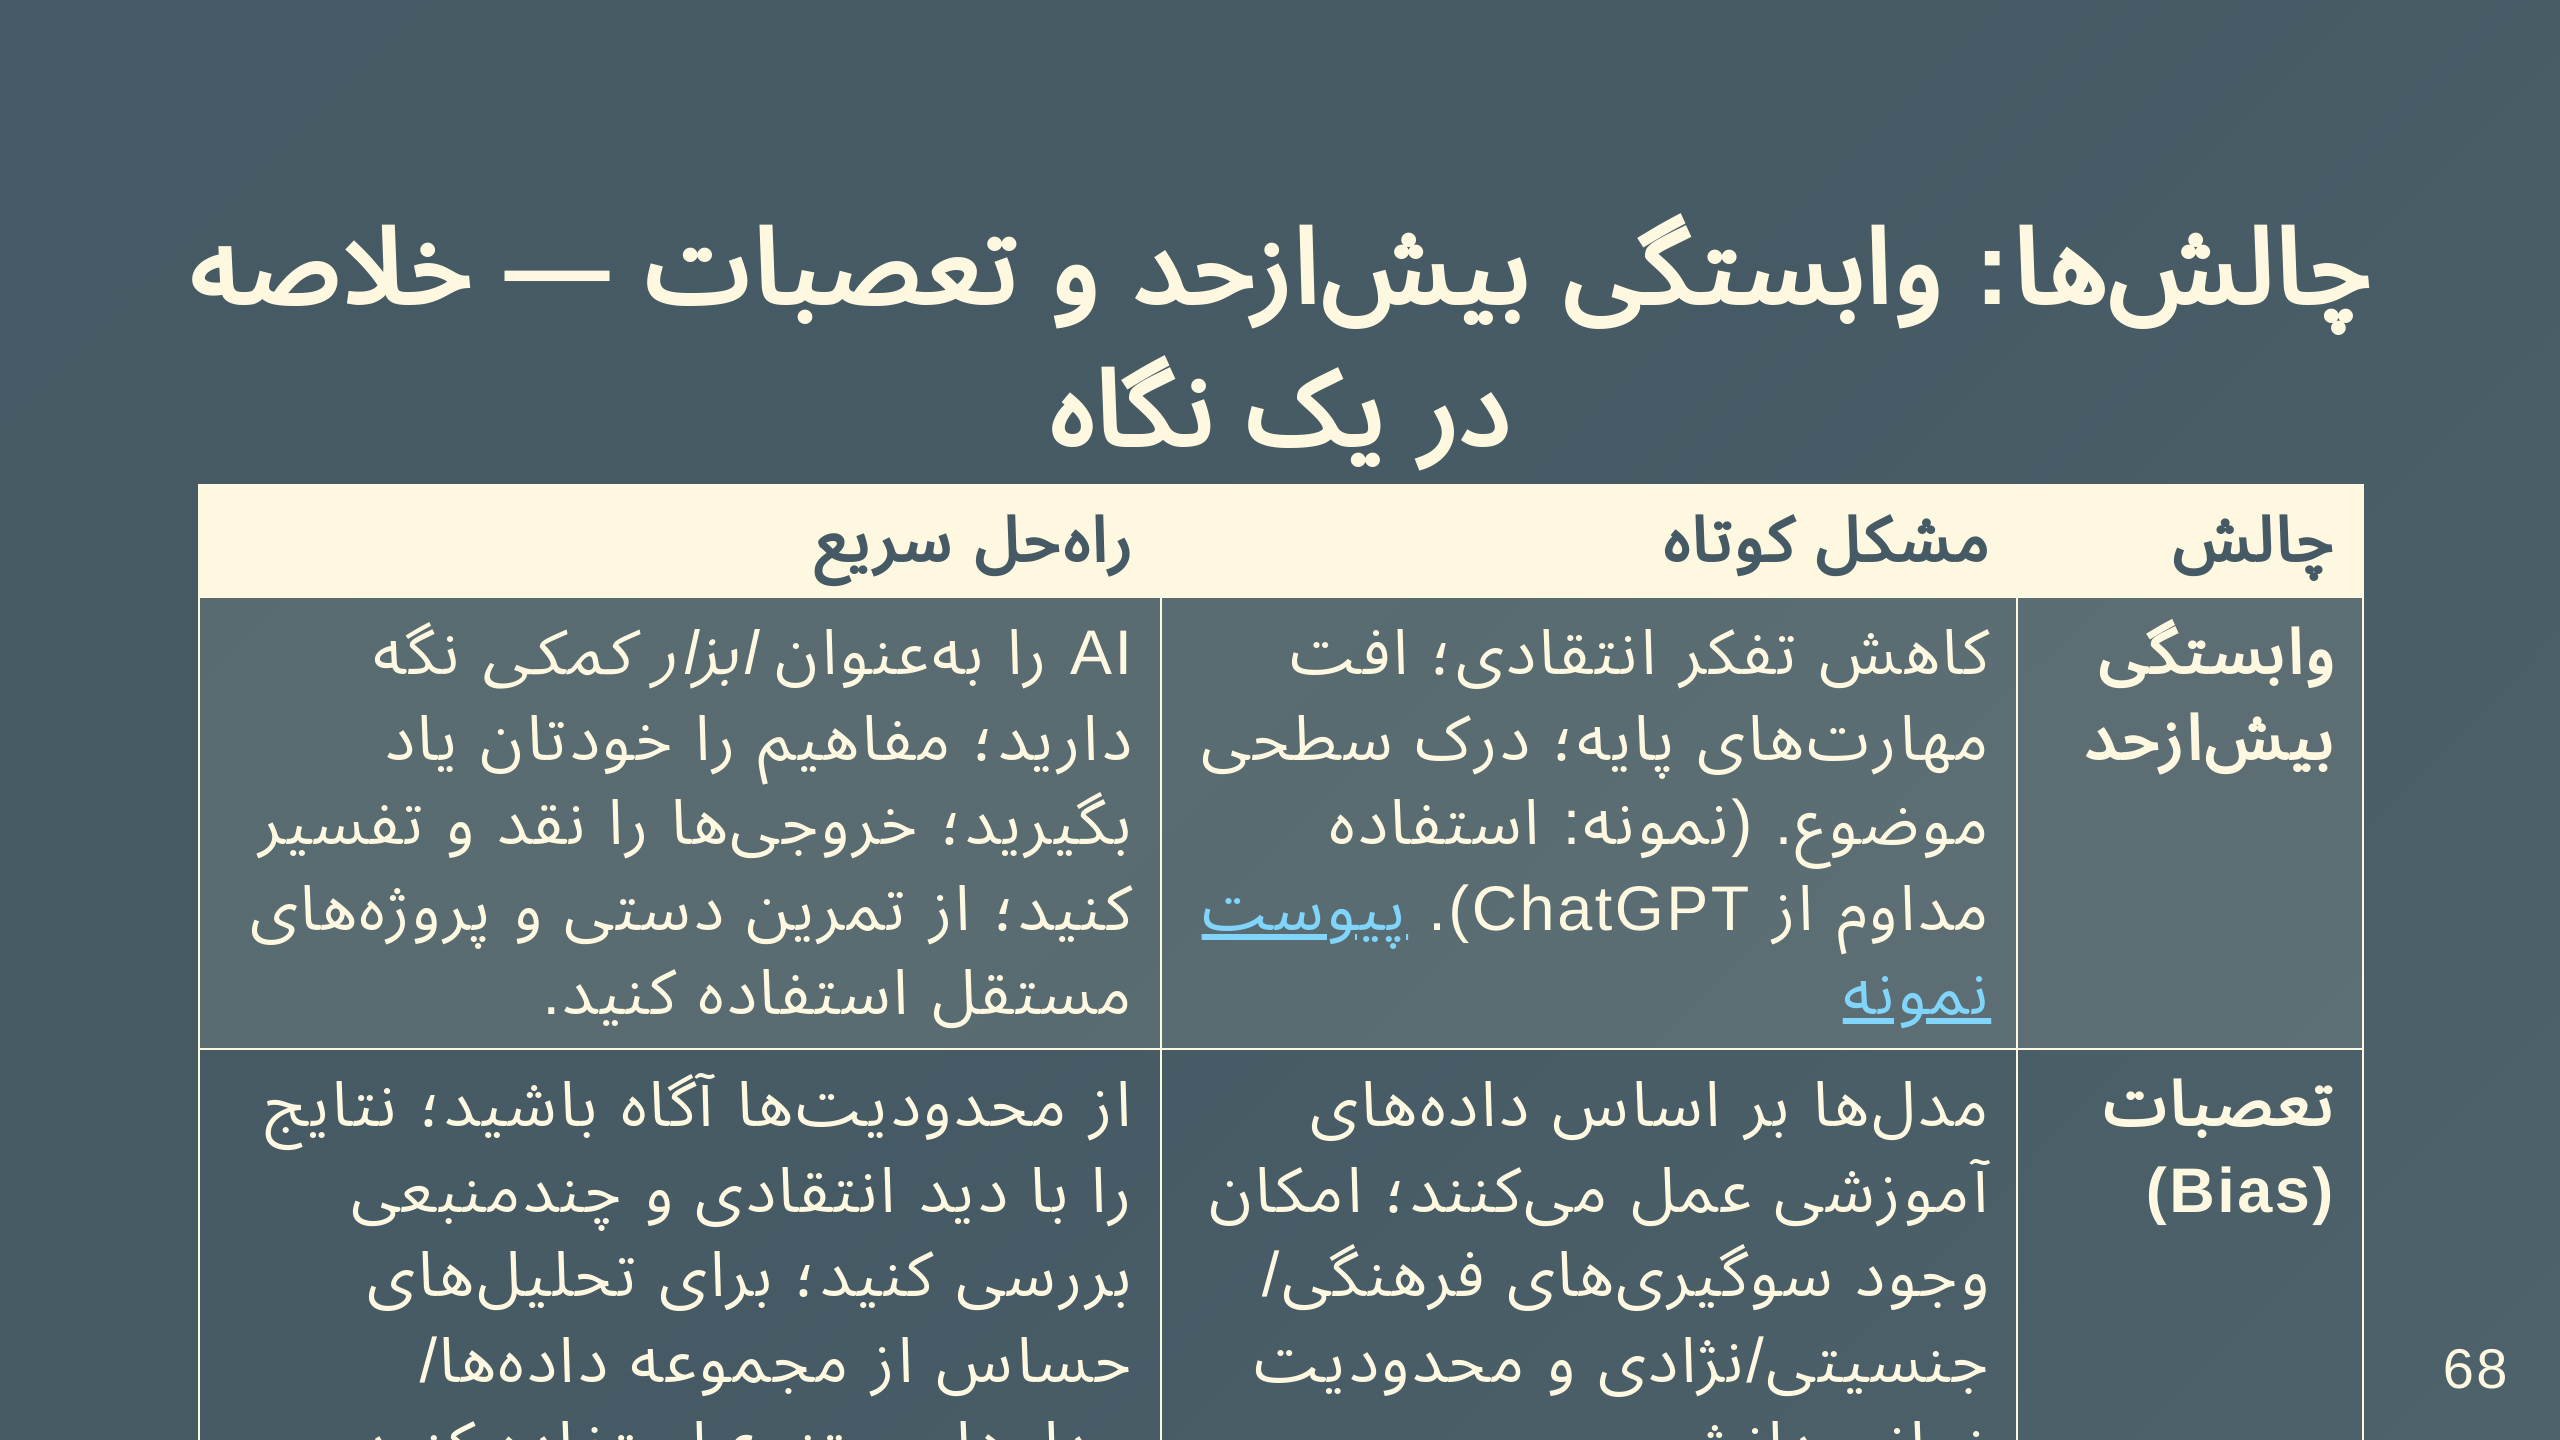 چالش‌ها: وابستگی بیش‌ازحد و تعصبات — خلاصه
در یک نگاه
چالش
مشکل کوتاه
راه‌حل سریع
وابستگی
بیش‌ازحد
کاهش تفکر انتقادی؛ افت
مهارت‌های پایه؛ درک سطحی
موضوع. (نمونه: استفاده
مداوم از ChatGPT). پیوست
نمونه
AI را به‌عنوان ابزار کمکی نگه
دارید؛ مفاهیم را خودتان یاد
بگیرید؛ خروجی‌ها را نقد و تفسیر
کنید؛ از تمرین دستی و پروژه‌های
مستقل استفاده کنید.
تعصبات
(Bias)
مدل‌ها بر اساس داده‌های
آموزشی عمل می‌کنند؛ امکان
وجود سوگیری‌های فرهنگی/
جنسیتی/نژادی و محدودیت
از محدودیت‌ها آگاه باشید؛ نتایج
را با دید انتقادی و چندمنبعی
بررسی کنید؛ برای تحلیل‌های
حساس از مجموعه داده‌ها/
68